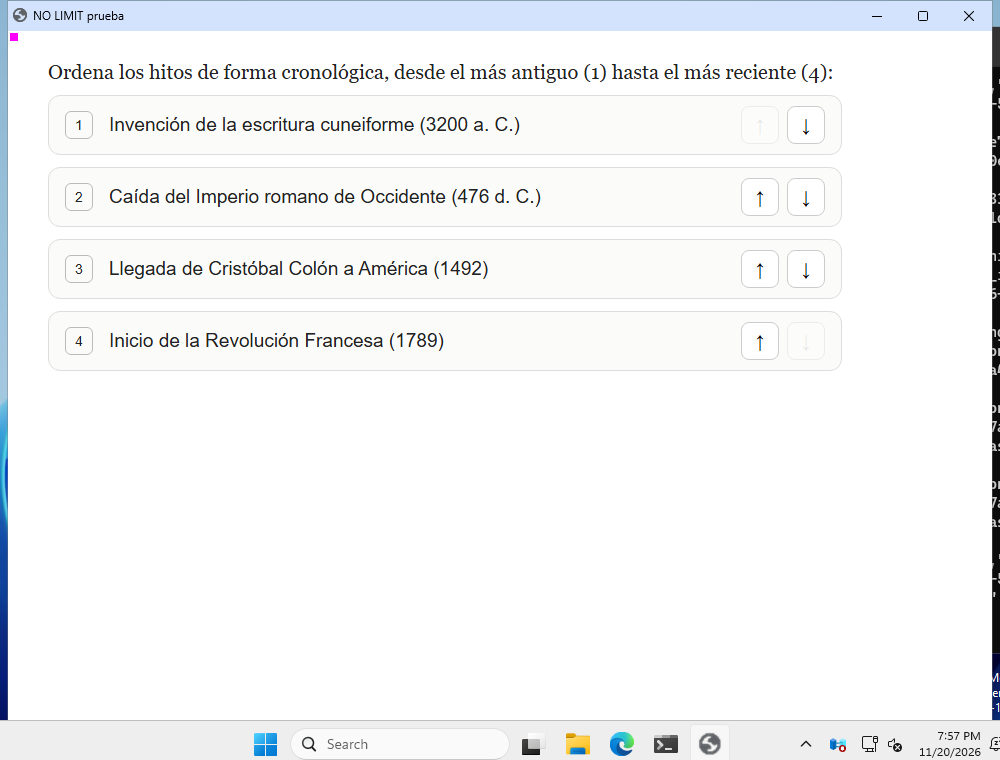 NO LIMIT prueba
Ordena los hitos de forma cronológica, desde el más antiguo (1) hasta el más reciente (4):
1 Invención de la escritura cuneiforme (3200 a. C.) ↑ ↓
2 Caída del Imperio romano de Occidente (476 d. C.) ↑ ↓
3 Llegada de Cristóbal Colón a América (1492) ↑ ↓
4 Inicio de la Revolución Francesa (1789) ↑ ↓
Search
7:57 PM
11/20/2026